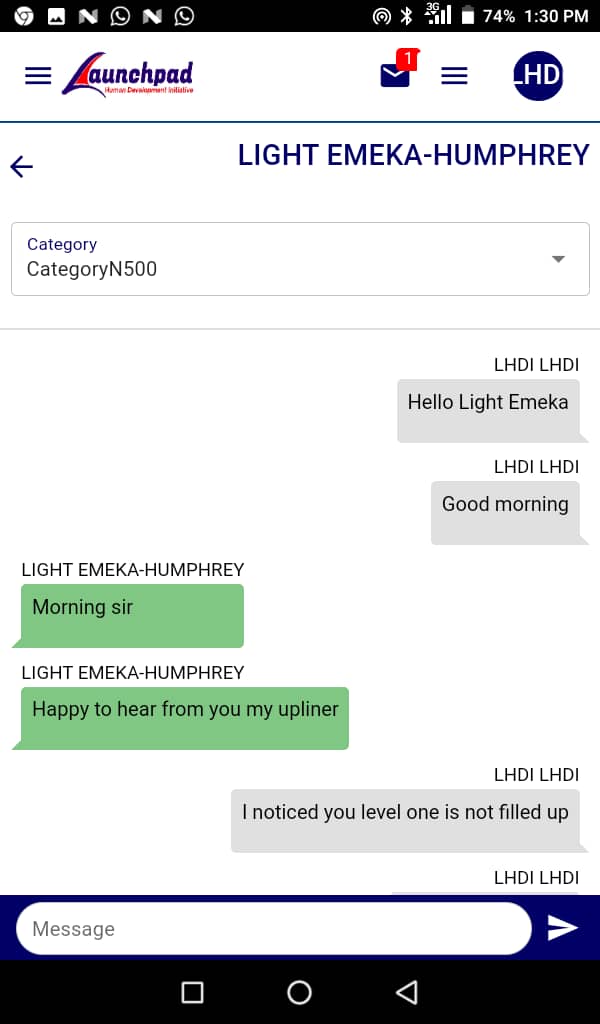 3G
74% 1:30 PM
Launchpad
Human Development Initiative
1
LHD
LIGHT EMEKA-HUMPHREY
Category
CategoryN500
LHDI LHDI
Hello Light Emeka
LHDI LHDI
Good morning
LIGHT EMEKA-HUMPHREY
Morning sir
LIGHT EMEKA-HUMPHREY
Happy to hear from you my upliner
LHDI LHDI
I noticed you level one is not filled up
LHDI LHDI
Message